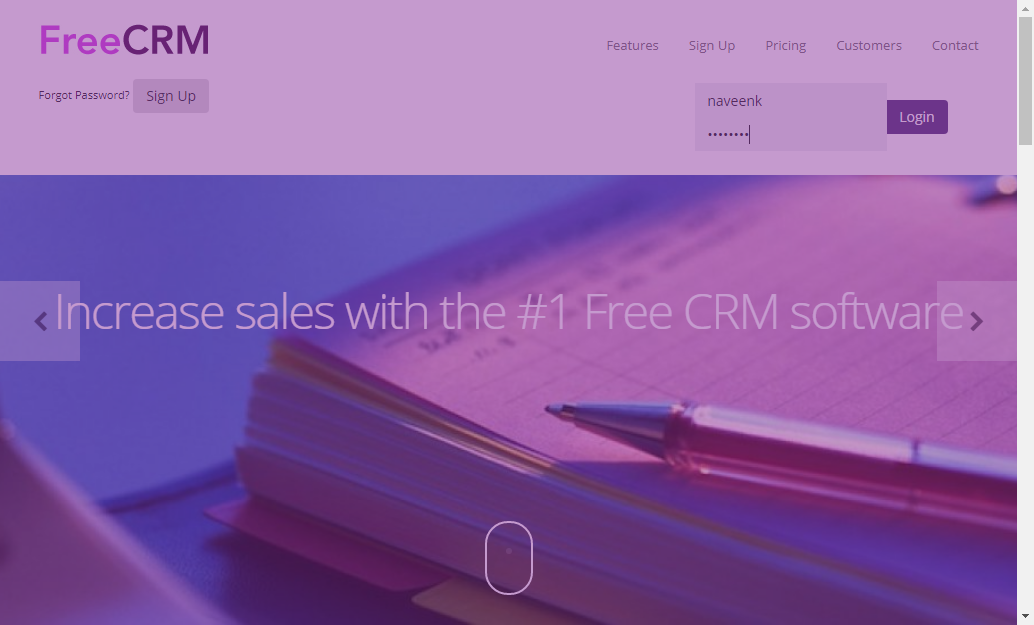 FreeCRM
Features Sign Up Pricing Customers Contact
Forgot Password? Sign Up
naveenk
••••••••
Login
Increase sales with the #1 Free CRM software